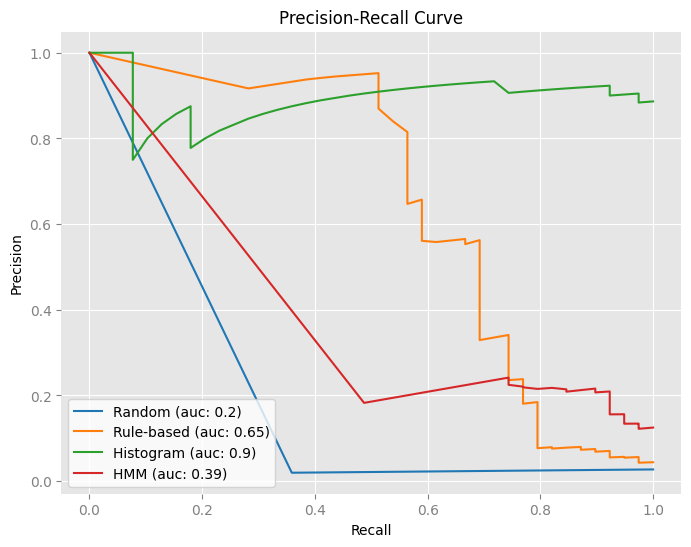 Precision-Recall Curve
1.0
0.8
0.6
0.4
0.2
0.0
Precision
Random (auc: 0.2)
Rule-based (auc: 0.65)
Histogram (auc: 0.9)
HMM (auc: 0.39)
0.0 0.2 0.4 0.6 0.8 1.0
Recall